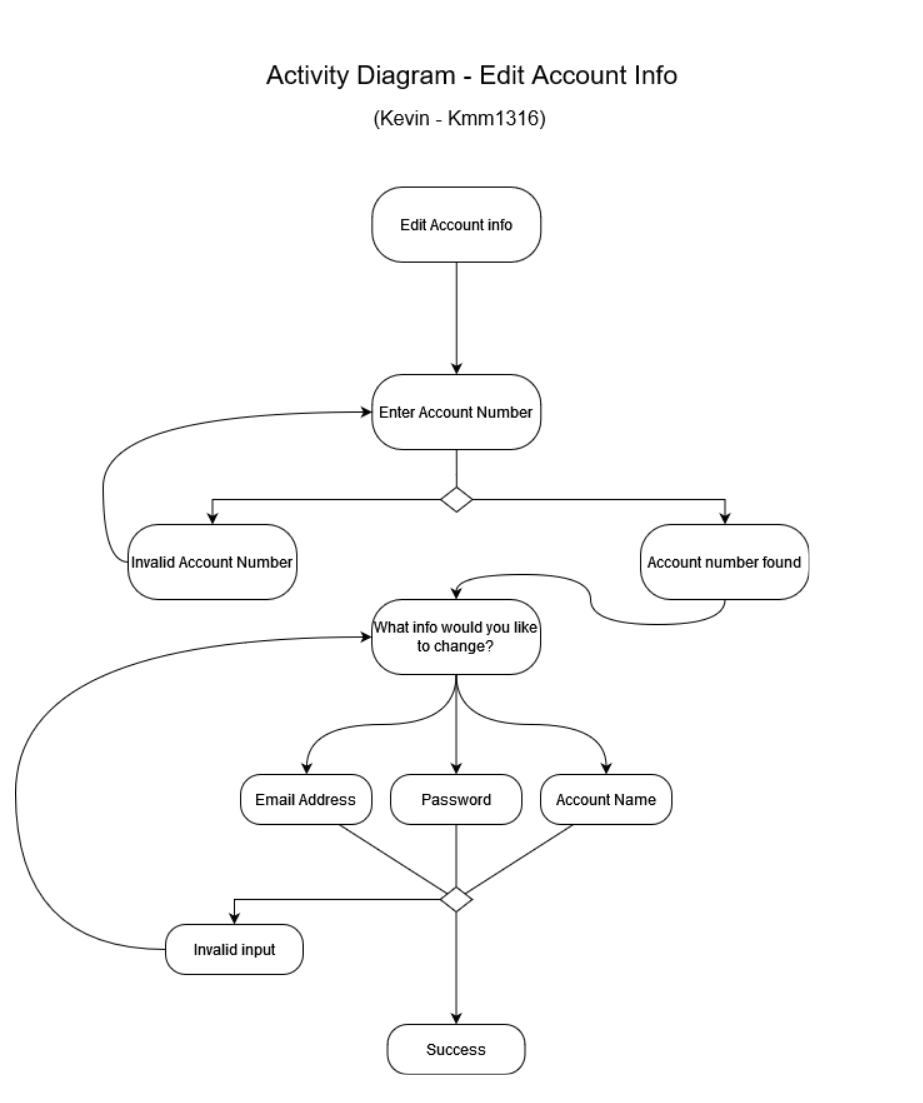 Activity Diagram - Edit Account Info
(Kevin - Kmm1316)
Edit Account info
Enter Account Number
Invalid Account Number
Account number found
What info would you like
to change?
Email Address
Password
Account Name
Invalid input
Success